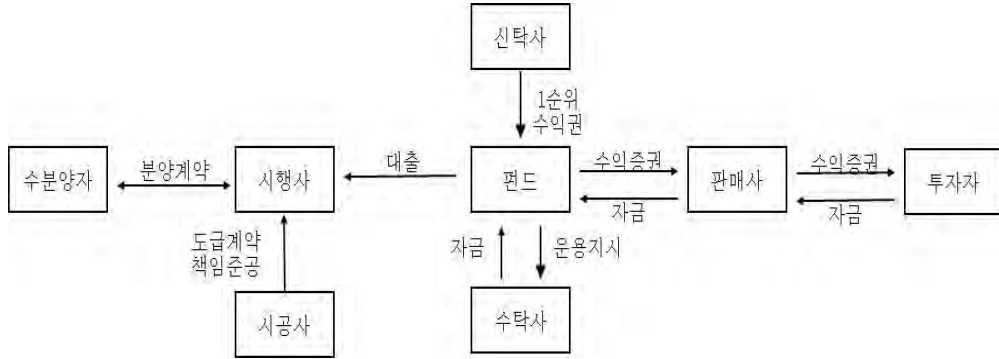 신탁사
1순위
수익권
수분양자
분양계약
시행사
대출
펀드
수익증권
자금
판매사
수익증권
자금
투자자
도급계약
책임준공
자금
운용지시
시공사
수탁사